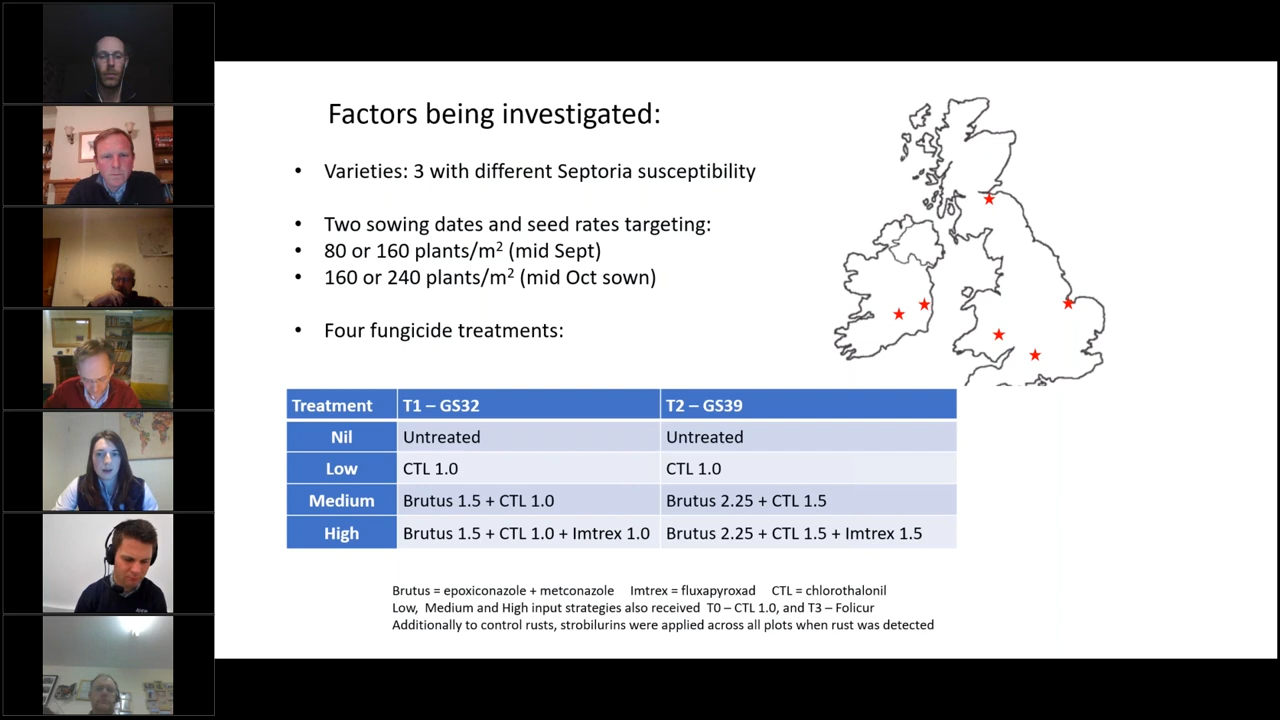 Factors being investigated:
• Varieties: 3 with different Septoria susceptibility
• Two sowing dates and seed rates targeting:
• 80 or 160 plants/m² (mid Sept)
• 160 or 240 plants/m² (mid Oct sown)
• Four fungicide treatments:
Treatment T1 – GS32 T2 – GS39
Nil Untreated Untreated
Low CTL 1.0 CTL 1.0
Medium Brutus 1.5 + CTL 1.0 Brutus 2.25 + CTL 1.5
High Brutus 1.5 + CTL 1.0 + Imtrex 1.0 Brutus 2.25 + CTL 1.5 + Imtrex 1.5
Brutus = epoxiconazole + metconazole Imtrex = fluxapyroxad CTL = chlorothalonil
Low, Medium and High input strategies also received T0 – CTL 1.0, and T3 – Folicur
Additionally to control rusts, strobilurins were applied across all plots when rust was detected